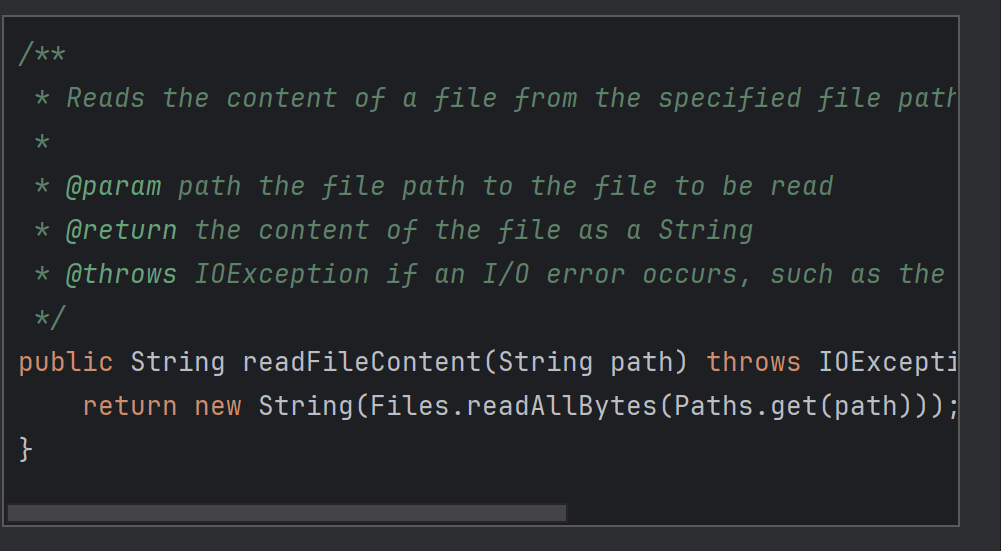 /**
 * Reads the content of a file from the specified file path
 *
 * @param path the file path to the file to be read
 * @return the content of the file as a String
 * @throws IOException if an I/O error occurs, such as the
 */
public String readFileContent(String path) throws IOExcepti
    return new String(Files.readAllBytes(Paths.get(path)));
}